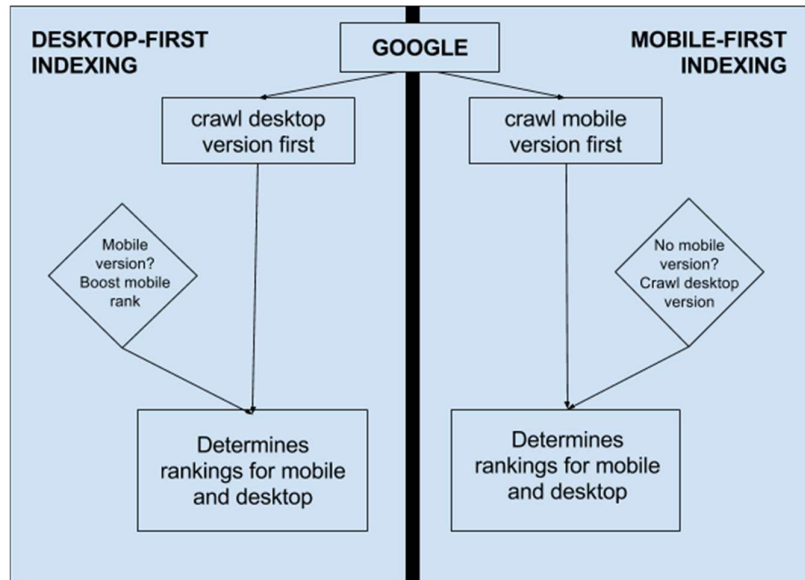 DESKTOP-FIRST
INDEXING
GOOGLE
MOBILE-FIRST
INDEXING
crawl desktop
version first
crawl mobile
version first
Mobile
version?
Boost mobile
rank
No mobile
version?
Crawl desktop
version
Determines
rankings for mobile
and desktop
Determines
rankings for mobile
and desktop